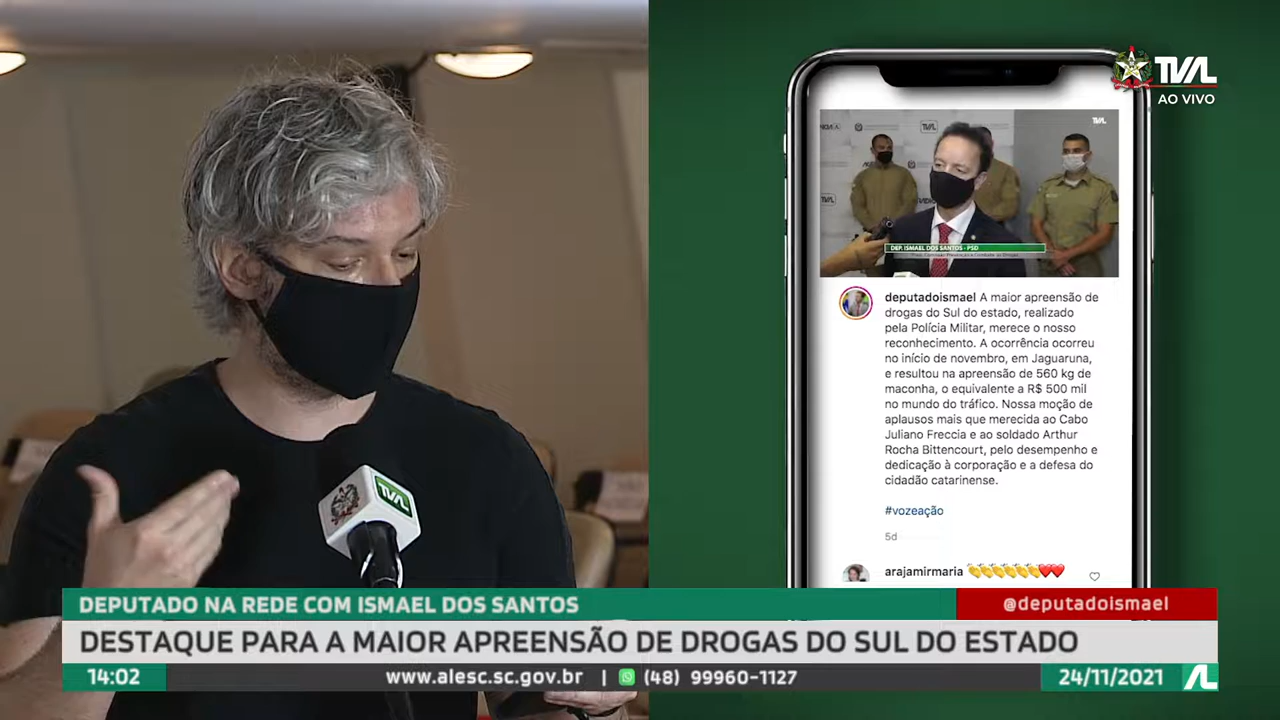 TVAL
AO VIVO
TVAL
TVAL
DEP. ISMAEL DOS SANTOS - PSD
deputadoismael A maior apreensão de
drogas do Sul do estado, realizado
pela Polícia Militar, merece o nosso
reconhecimento. A ocorrência ocorreu
no início de novembro, em Jaguaruna,
e resultou na apreensão de 560 kg de
maconha, o equivalente a R$ 500 mil
no mundo do tráfico. Nossa moção de
aplausos mais que merecida ao Cabo
Juliano Freccia e ao soldado Arthur
Rocha Bittencourt, pelo desempenho e
dedicação à corporação e a defesa do
cidadão catarinense.
#vozeação
5d
arajamirmaria
TVAL
DEPUTADO NA REDE COM ISMAEL DOS SANTOS
@deputadoismael
DESTAQUE PARA A MAIOR APREENSÃO DE DROGAS DO SUL DO ESTADO
14:02
www.alesc.sc.gov.br | (48) 99960-1127
24/11/2021